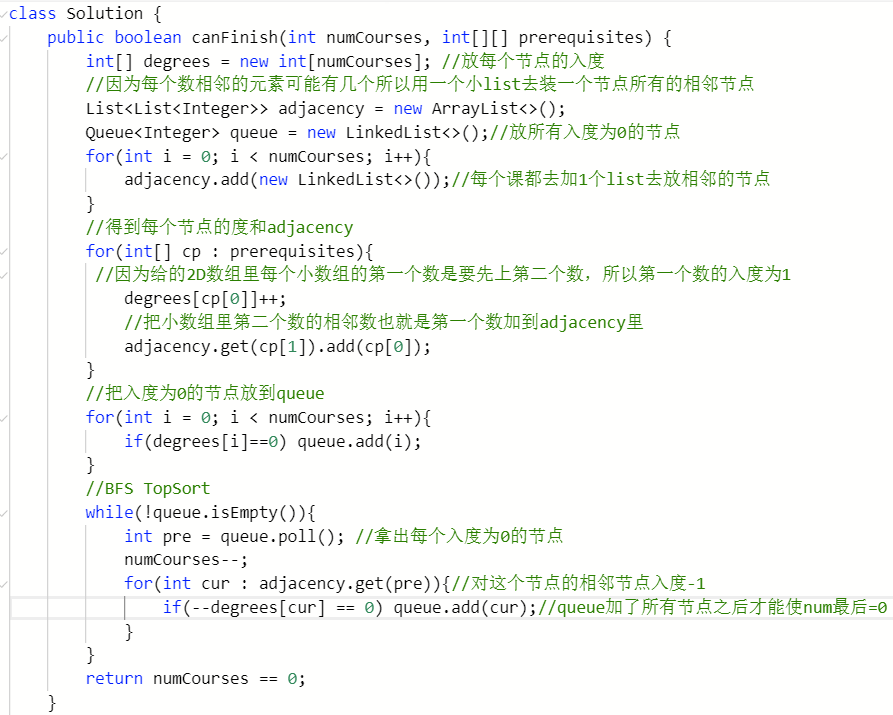 class Solution {
public boolean canFinish(int numCourses, int[][] prerequisites) {
int[] degrees = new int[numCourses]; //放每个节点的入度
//因为每个数相邻的元素可能有几个所以用一个小list去装一个节点所有的相邻节点
List<List<Integer>> adjacency = new ArrayList<>();
Queue<Integer> queue = new LinkedList<>();//放所有入度为0的节点
for(int i = 0; i < numCourses; i++){
adjacency.add(new LinkedList<>());//每个课都去加1个list去放相邻的节点
}
//得到每个节点的度和adjacency
for(int[] cp : prerequisites){
//因为给的2D数组里每个小数组的第一个数是要先上第二个数，所以第一个数的入度为1
degrees[cp[0]]++;
//把小数组里第二个数的相邻数也就是第一个数加到adjacency里
adjacency.get(cp[1]).add(cp[0]);
}
//把入度为0的节点放到queue
for(int i = 0; i < numCourses; i++){
if(degrees[i]==0) queue.add(i);
}
//BFS TopSort
while(!queue.isEmpty()){
int pre = queue.poll(); //拿出每个入度为0的节点
numCourses--;
for(int cur : adjacency.get(pre)){//对这个节点的相邻节点入度-1
if(--degrees[cur] == 0) queue.add(cur);//queue加了所有节点之后才能使num最后=0
}
}
return numCourses == 0;
}